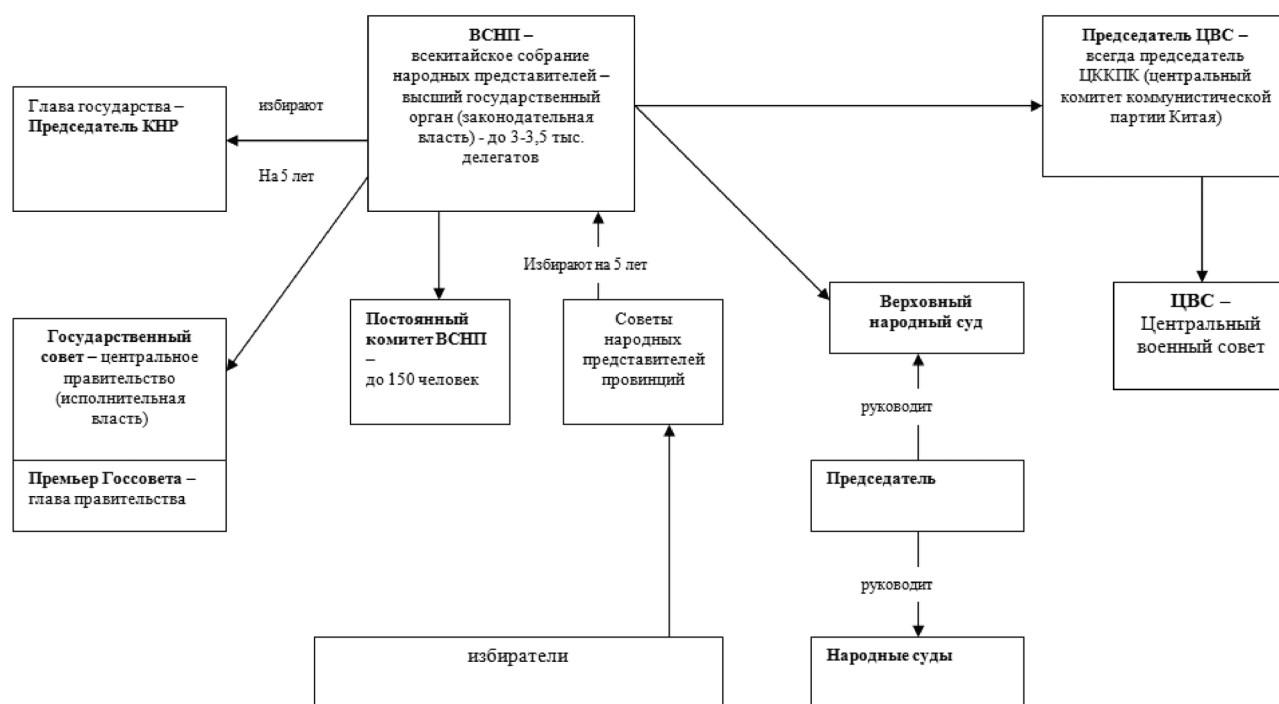 ВСНП –
всекитайское собрание
народных представителей –
высший государственный
орган (законодательная
власть) - до 3-3,5 тыс.
делегатов
Председатель ЦВС –
всегда председатель
ЦККПК (центральный
комитет коммунистической
партии Китая)
Глава государства –
Председатель КНР
избирают
На 5 лет
Избирают на 5 лет
Государственный
совет – центральное
правительство
(исполнительная
власть)
Премьер Госсовета –
глава правительства
Постоянный
комитет ВСНП
–
до 150 человек
Советы
народных
представителей
провинций
Верховный
народный суд
ЦВС –
Центральный
военный совет
руководит
Председатель
руководит
Народные суды
избиратели